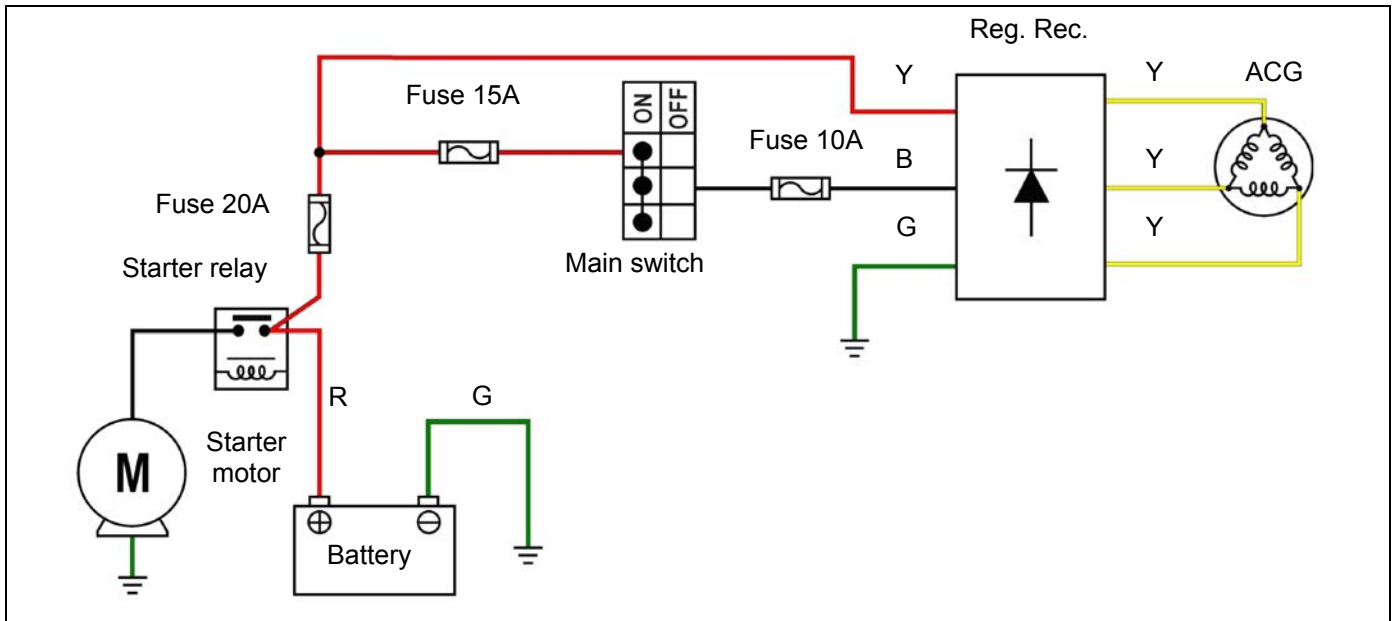 Reg. Rec.
Y
Y
ACG
Fuse 15A
ON
OFF
Fuse 10A
B
Y
Fuse 20A
G
Y
Starter relay
Main switch
R
G
Starter
motor
M
Battery